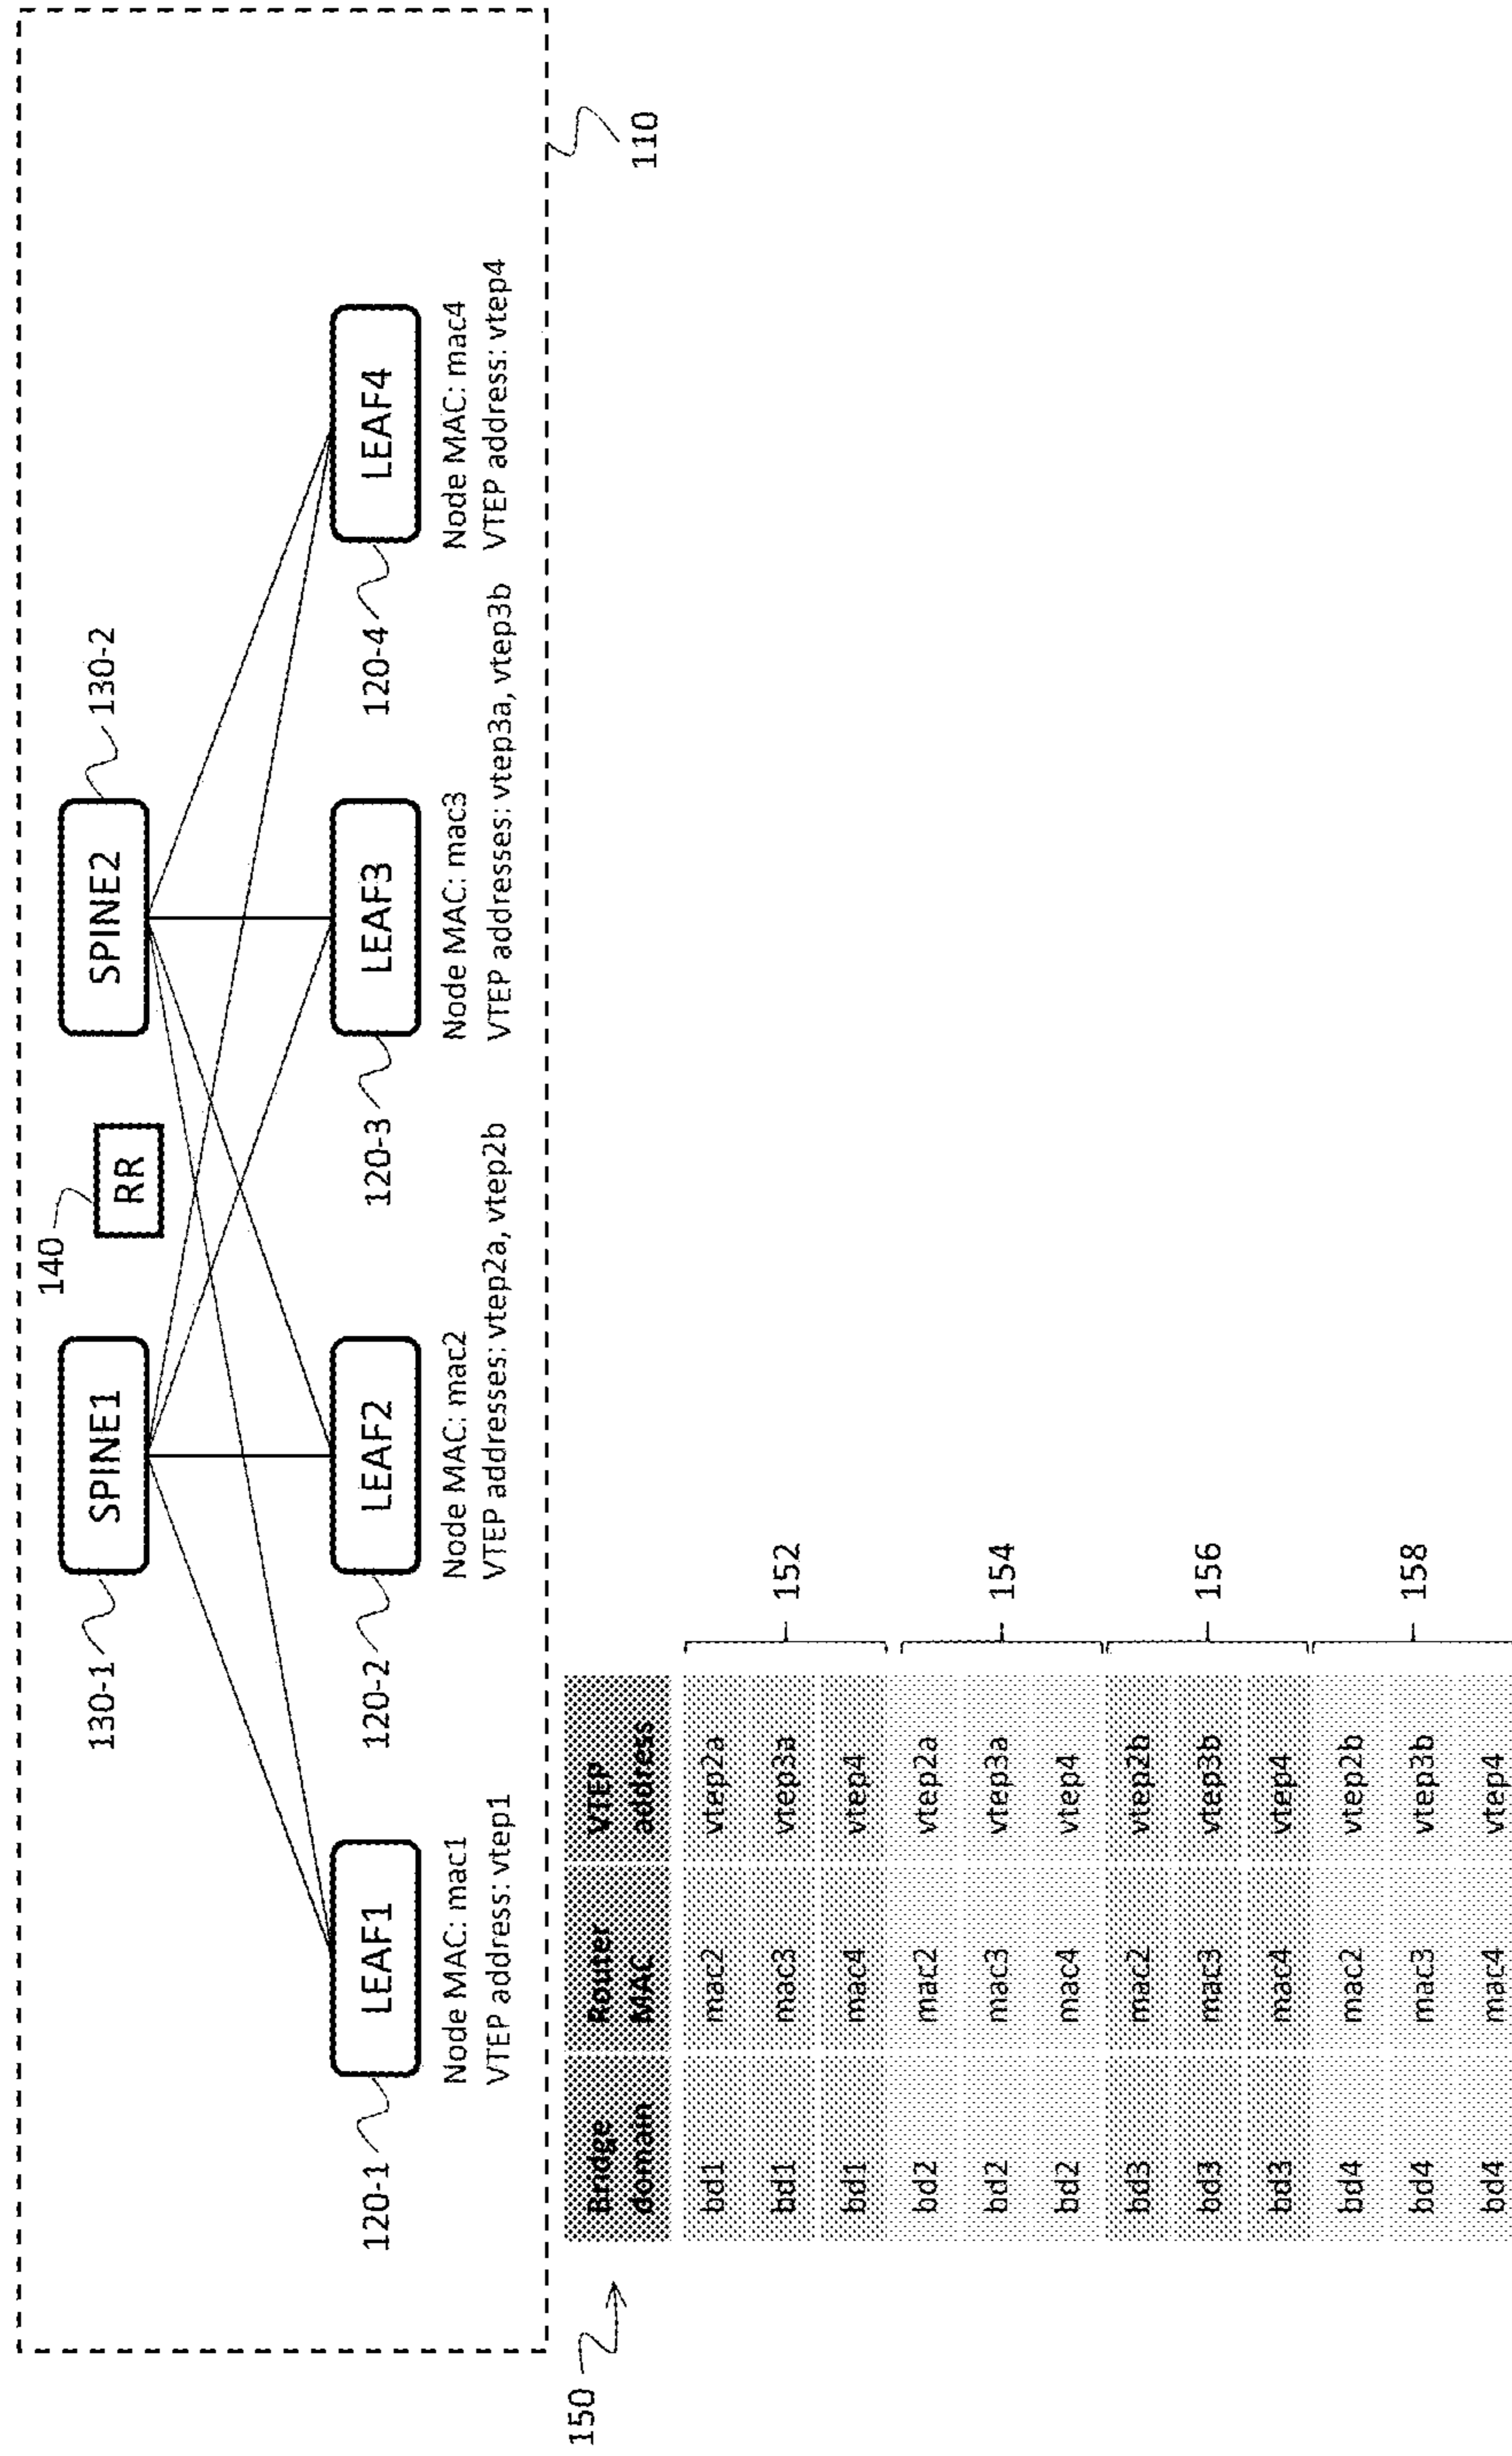 140
SPINE1
RR
SPINE2
130-1
130-2
LEAF1
LEAF2
LEAF3
LEAF4
120-1
120-2
120-3
120-4
Node MAC: mac1
VTEP address: vtep1
Node MAC: mac2
VTEP addresses: vtep2a, vtep2b
Node MAC: mac3
VTEP addresses: vtep3a, vtep3b
Node MAC: mac4
VTEP address: vtep4
110
150
Bridge domain Router MAC VTEP address
bd1 mac2 vtep2a
bd1 mac3 vtep3a
152
bd1 mac4 vtep4
bd2 mac2 vtep2a
bd2 mac3 vtep3a
154
bd2 mac4 vtep4
bd3 mac2 vtep2b
bd3 mac3 vtep3b
156
bd3 mac4 vtep4
bd4 mac2 vtep2b
bd4 mac3 vtep3b
158
bd4 mac4 vtep4